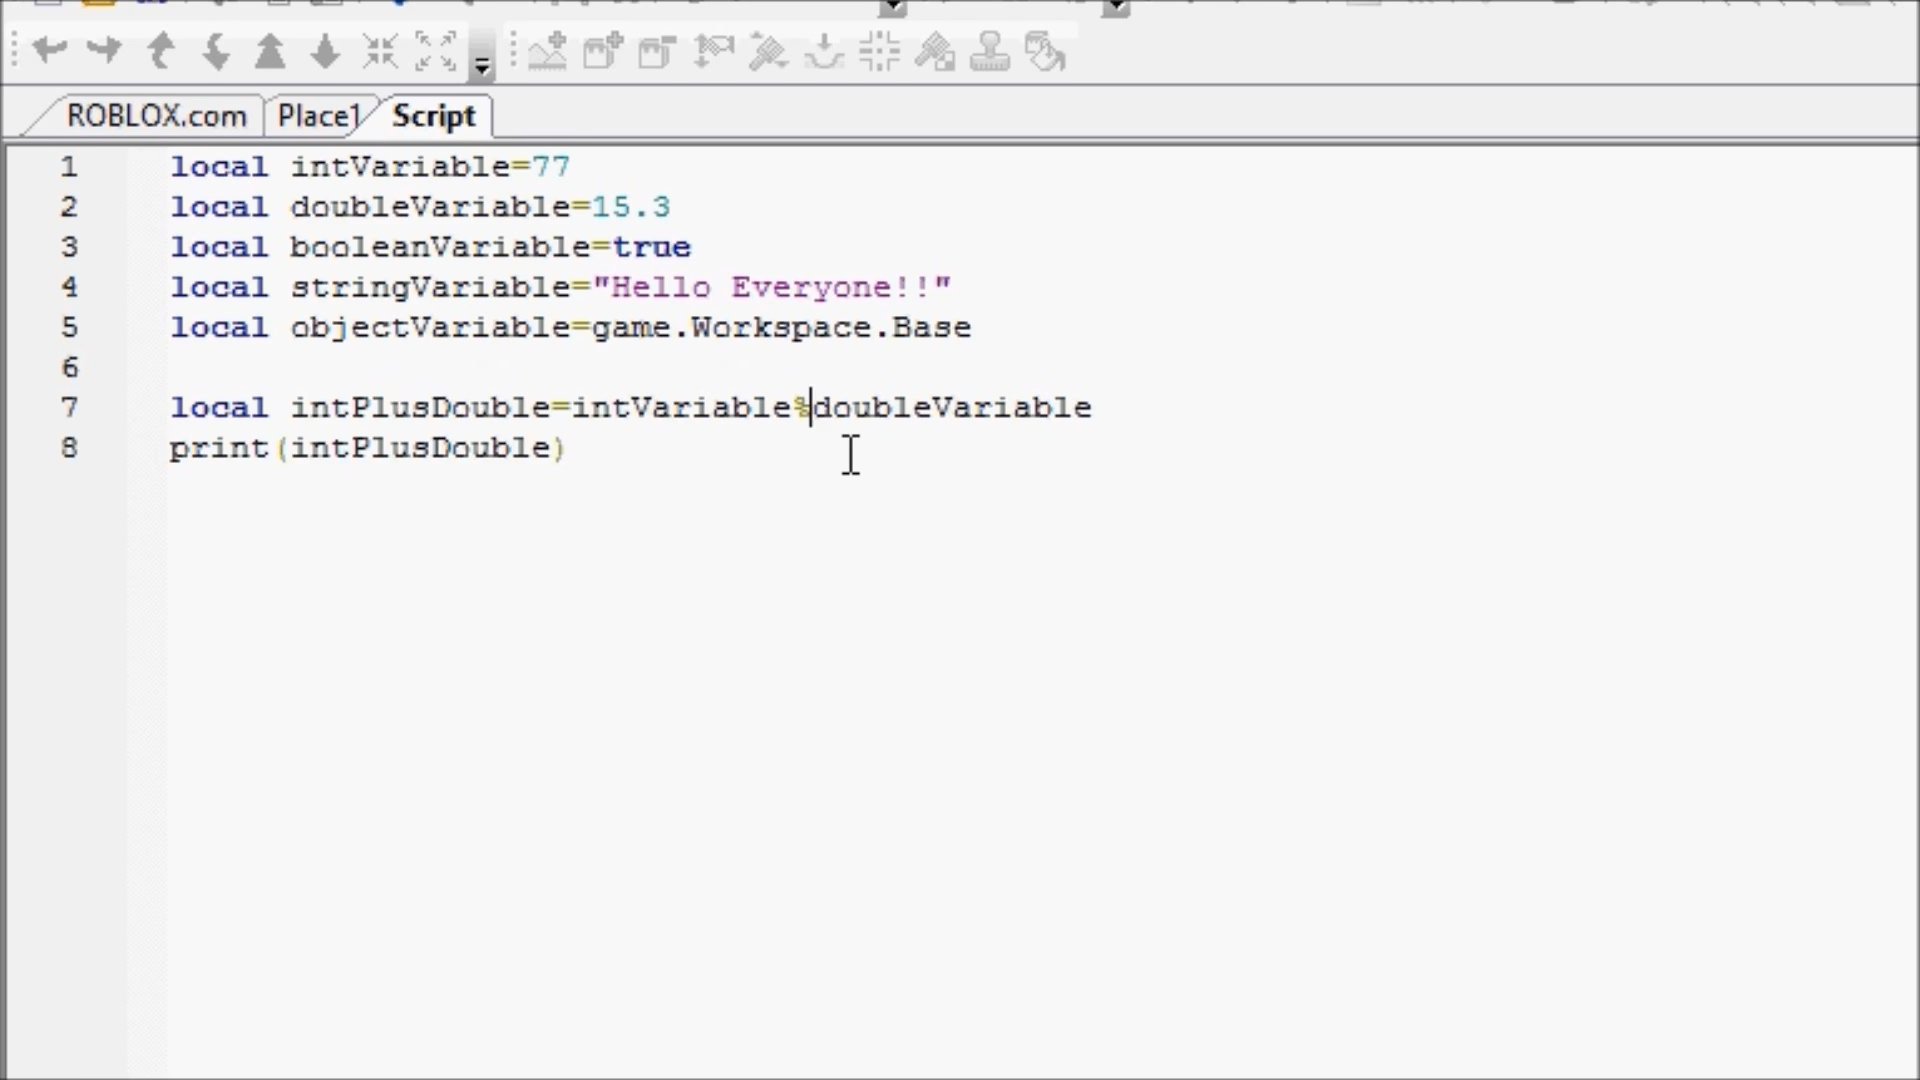 ROBLOX.com Place1 Script
1 local intVariable=77
2 local doubleVariable=15.3
3 local booleanVariable=true
4 local stringVariable="Hello Everyone!!"
5 local objectVariable=game.Workspace.Base
6
7 local intPlusDouble=intVariable%doubleVariable
8 print(intPlusDouble)